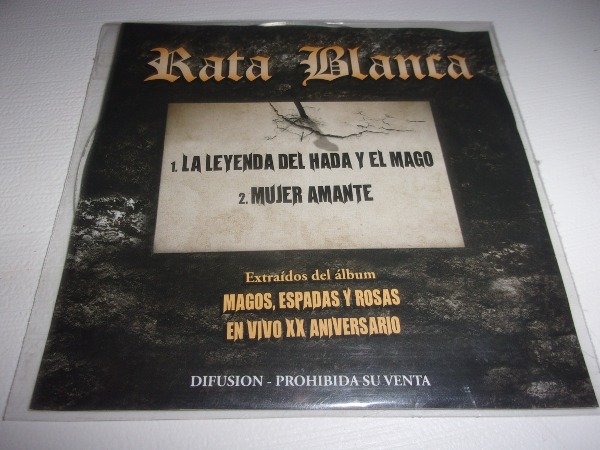 Rata Blanca
1. LA LEYENDA DEL HADA Y EL MAGO
2. MUJER AMANTE
Extraídos del álbum
MAGOS, ESPADAS Y ROSAS
EN VIVO XX ANIVERSARIO
DIFUSION - PROHIBIDA SU VENTA